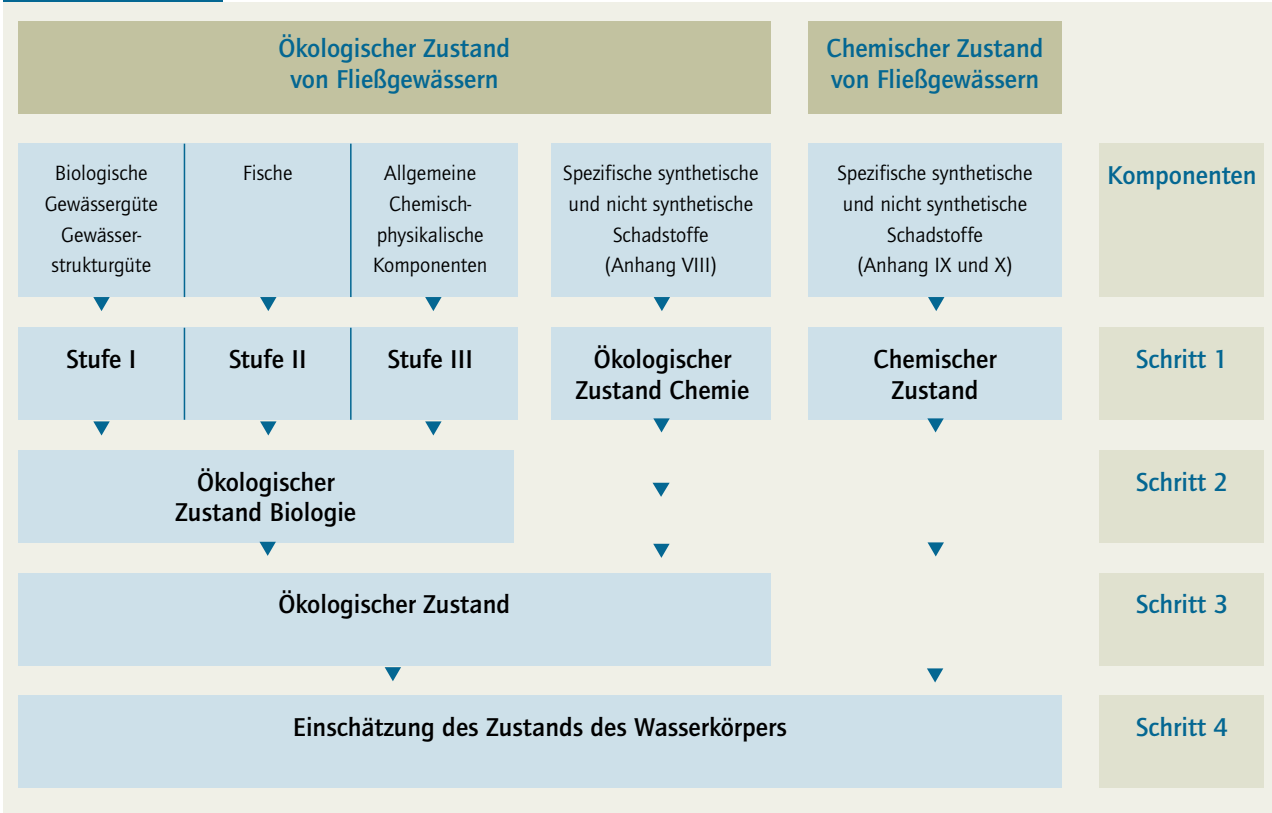 Ökologischer Zustand
von Fließgewässern
Chemischer Zustand
von Fließgewässern
Biologische
Gewässergüte
Gewässer-
strukturgüte
Fische
Allgemeine
Chemisch-
physikalische
Komponenten
Spezifische synthetische
und nicht synthetische
Schadstoffe
(Anhang VIII)
Spezifische synthetische
und nicht synthetische
Schadstoffe
(Anhang IX und X)
Komponenten
Stufe I
Stufe II
Stufe III
Ökologischer
Zustand Chemie
Chemischer
Zustand
Schritt 1
Ökologischer
Zustand Biologie
Schritt 2
Ökologischer Zustand
Schritt 3
Einschätzung des Zustands des Wasserkörpers
Schritt 4